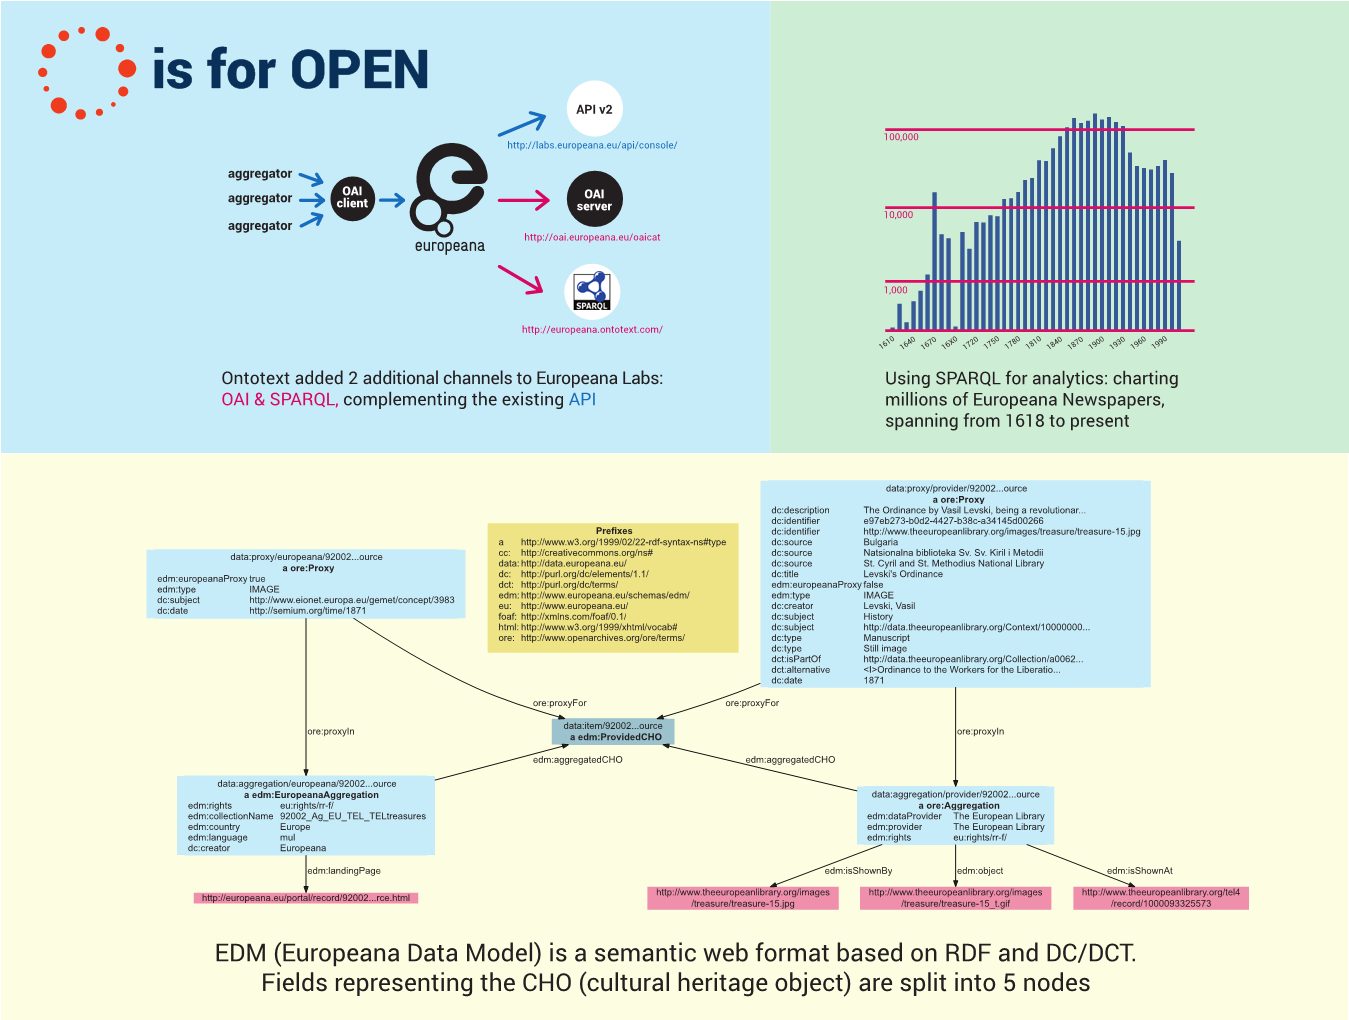 is for OPEN
aggregator
aggregator
aggregator
OAI
client
europeana
API v2
http://labs.europeana.eu/api/console/
OAI
server
http://oai.europeana.eu/oaicat
SPARQL
http://europeana.ontotext.com/
Ontotext added 2 additional channels to Europeana Labs:
OAI & SPARQL, complementing the existing API
100,000
10,000
1,000
1610 1640 1670 16X0 1720 1750 1780 1810 1840 1870 1900 1930 1960 1990
Using SPARQL for analytics: charting
millions of Europeana Newspapers,
spanning from 1618 to present
data:proxy/europeana/92002...ource
a ore:Proxy
edm:europeanaProxy true
edm:type IMAGE
dc:subject http://www.eionet.europa.eu/gemet/concept/3983
dc:date http://semium.org/time/1871
Prefixes
a http://www.w3.org/1999/02/22-rdf-syntax-ns#type
cc: http://creativecommons.org/ns#
data: http://data.europeana.eu/
dc: http://purl.org/dc/elements/1.1/
dct: http://purl.org/dc/terms/
edm: http://www.europeana.eu/schemas/edm/
eu: http://www.europeana.eu/
foaf: http://xmlns.com/foaf/0.1/
html: http://www.w3.org/1999/xhtml/vocab#
ore: http://www.openarchives.org/ore/terms/
data:proxy/provider/92002...ource
a ore:Proxy
dc:description The Ordinance by Vasil Levski, being a revolutionar...
dc:identifier e97eb273-b0d2-4427-b38c-a34145d00266
dc:identifier http://www.theeuropeanlibrary.org/images/treasure/treasure-15.jpg
dc:source Bulgaria
dc:source Natsionalna biblioteka Sv. Sv. Kiril i Metodii
dc:source St. Cyril and St. Methodius National Library
dc:title Levski's Ordinance
edm:europeanaProxy false
edm:type IMAGE
dc:creator Levski, Vasil
dc:subject History
dc:subject http://data.theeuropeanlibrary.org/Context/10000000...
dc:type Manuscript
dc:type Still image
dct:isPartOf http://data.theeuropeanlibrary.org/Collection/a0062...
dct:alternative <I>Ordinance to the Workers for the Liberatio...
dc:date 1871
ore:proxyFor
ore:proxyFor
ore:proxyIn
ore:proxyIn
data:item/92002...ource
a edm:ProvidedCHO
edm:aggregatedCHO
edm:aggregatedCHO
data:aggregation/europeana/92002...ource
a edm:EuropeanaAggregation
edm:rights eu:rights/rr-f/
edm:collectionName 92002_Ag_EU_TEL_TELtreasures
edm:country Europe
edm:language mul
dc:creator Europeana
data:aggregation/provider/92002...ource
a ore:Aggregation
edm:dataProvider The European Library
edm:provider The European Library
edm:rights eu:rights/rr-f/
edm:landingPage
edm:isShownBy
edm:object
edm:isShownAt
http://europeana.eu/portal/record/92002...rce.html
http://www.theeuropeanlibrary.org/images
/treasure/treasure-15.jpg
http://www.theeuropeanlibrary.org/images
/treasure/treasure-15_t.gif
http://www.theeuropeanlibrary.org/tel4
/record/1000093325573
EDM (Europeana Data Model) is a semantic web format based on RDF and DC/DCT.
Fields representing the CHO (cultural heritage object) are split into 5 nodes